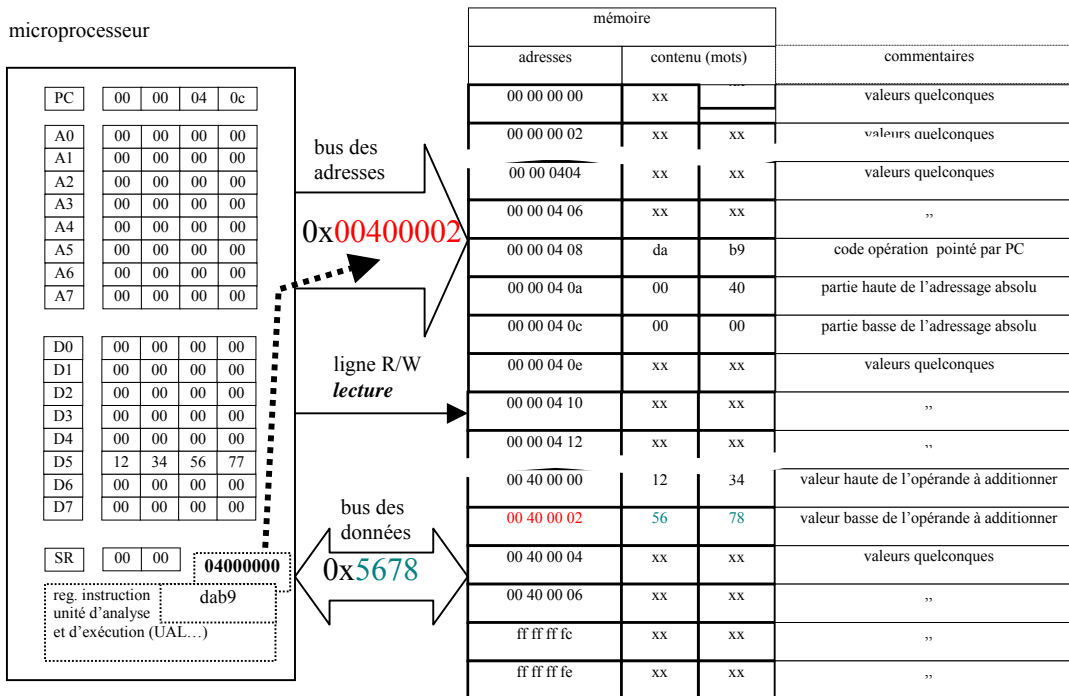 microprocesseur
PC 00 00 04 0c
A0 00 00 00 00
A1 00 00 00 00
A2 00 00 00 00
A3 00 00 00 00
A4 00 00 00 00
A5 00 00 00 00
A6 00 00 00 00
A7 00 00 00 00
D0 00 00 00 00
D1 00 00 00 00
D2 00 00 00 00
D3 00 00 00 00
D4 00 00 00 00
D5 12 34 56 77
D6 00 00 00 00
D7 00 00 00 00
SR 00 00
04000000
dab9
reg. instruction
unité d’analyse
et d’exécution (UAL…)
bus des
adresses
0x00400002
ligne R/W
lecture
bus des
données
0x5678
mémoire
adresses contenu (mots) commentaires
00 00 00 00 xx valeurs quelconques
00 00 00 02 xx xx valeurs quelconques
00 00 0404 xx xx valeurs quelconques
00 00 04 06 xx xx ,,
00 00 04 08 da b9 code opération pointé par PC
00 00 04 0a 00 40 partie haute de l’adressage absolu
00 00 04 0c 00 00 partie basse de l’adressage absolu
00 00 04 0e xx xx valeurs quelconques
00 00 04 10 xx xx ,,
00 00 04 12 xx xx ,,
00 40 00 00 12 34 valeur haute de l’opérande à additionner
00 40 00 02 56 78 valeur basse de l’opérande à additionner
00 40 00 04 xx xx valeurs quelconques
00 40 00 06 xx xx ,,
ff ff ff fc xx xx ,,
ff ff ff fe xx xx ,,